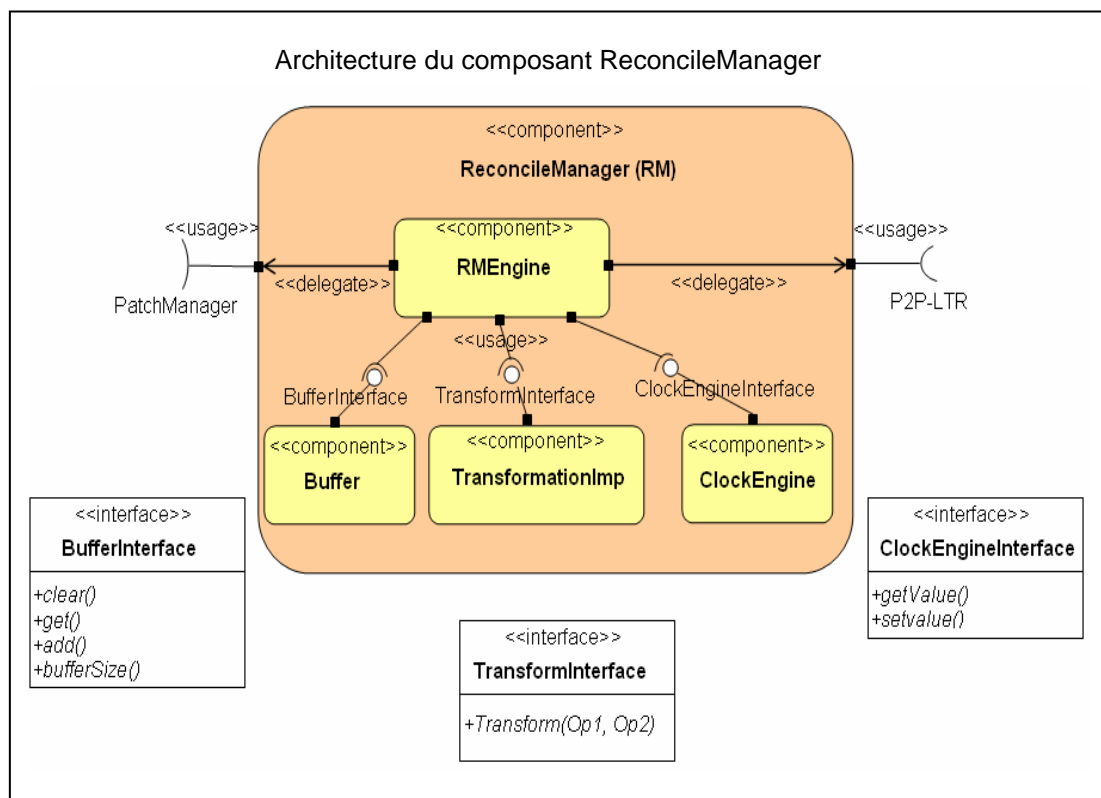 Architecture du composant ReconcileManager
<<component>>
ReconcileManager (RM)
<<usage>>
<<component>>
<<usage>>
RMEngine
<<delegate>>
<<delegate>>
PatchManager
P2P-LTR
<<usage>>
BufferInterface
TransformInterface
ClockEngineInterface
<<component>>
Buffer
<<component>>
TransformationImp
<<component>>
ClockEngine
<<interface>>
BufferInterface
+clear()
+get()
+add()
+bufferSize()
<<interface>>
ClockEngineInterface
+getValue()
+setvalue()
<<interface>>
TransformInterface
+Transform(Op1, Op2)